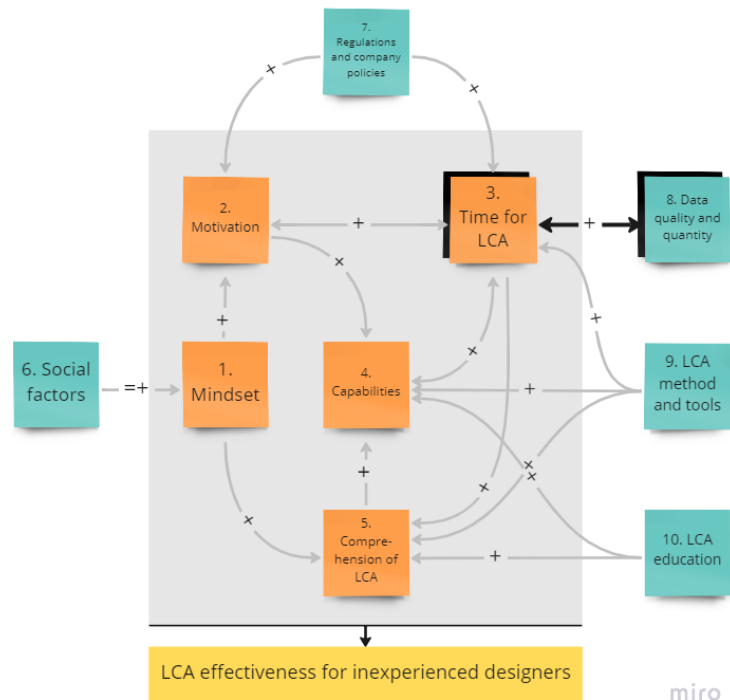 7.
Regulations
and company
policies
+
+
2.
Motivation
+
3.
Time for
LCA
+
8. Data
quality and
quantity
+
+
+
6. Social
factors
=+
1.
Mindset
4.
Capabilities
+
+
9. LCA
method
and tools
+
+
+
+
+
5.
Compre-
hension of
LCA
+
10. LCA
education
LCA effectiveness for inexperienced designers
miro